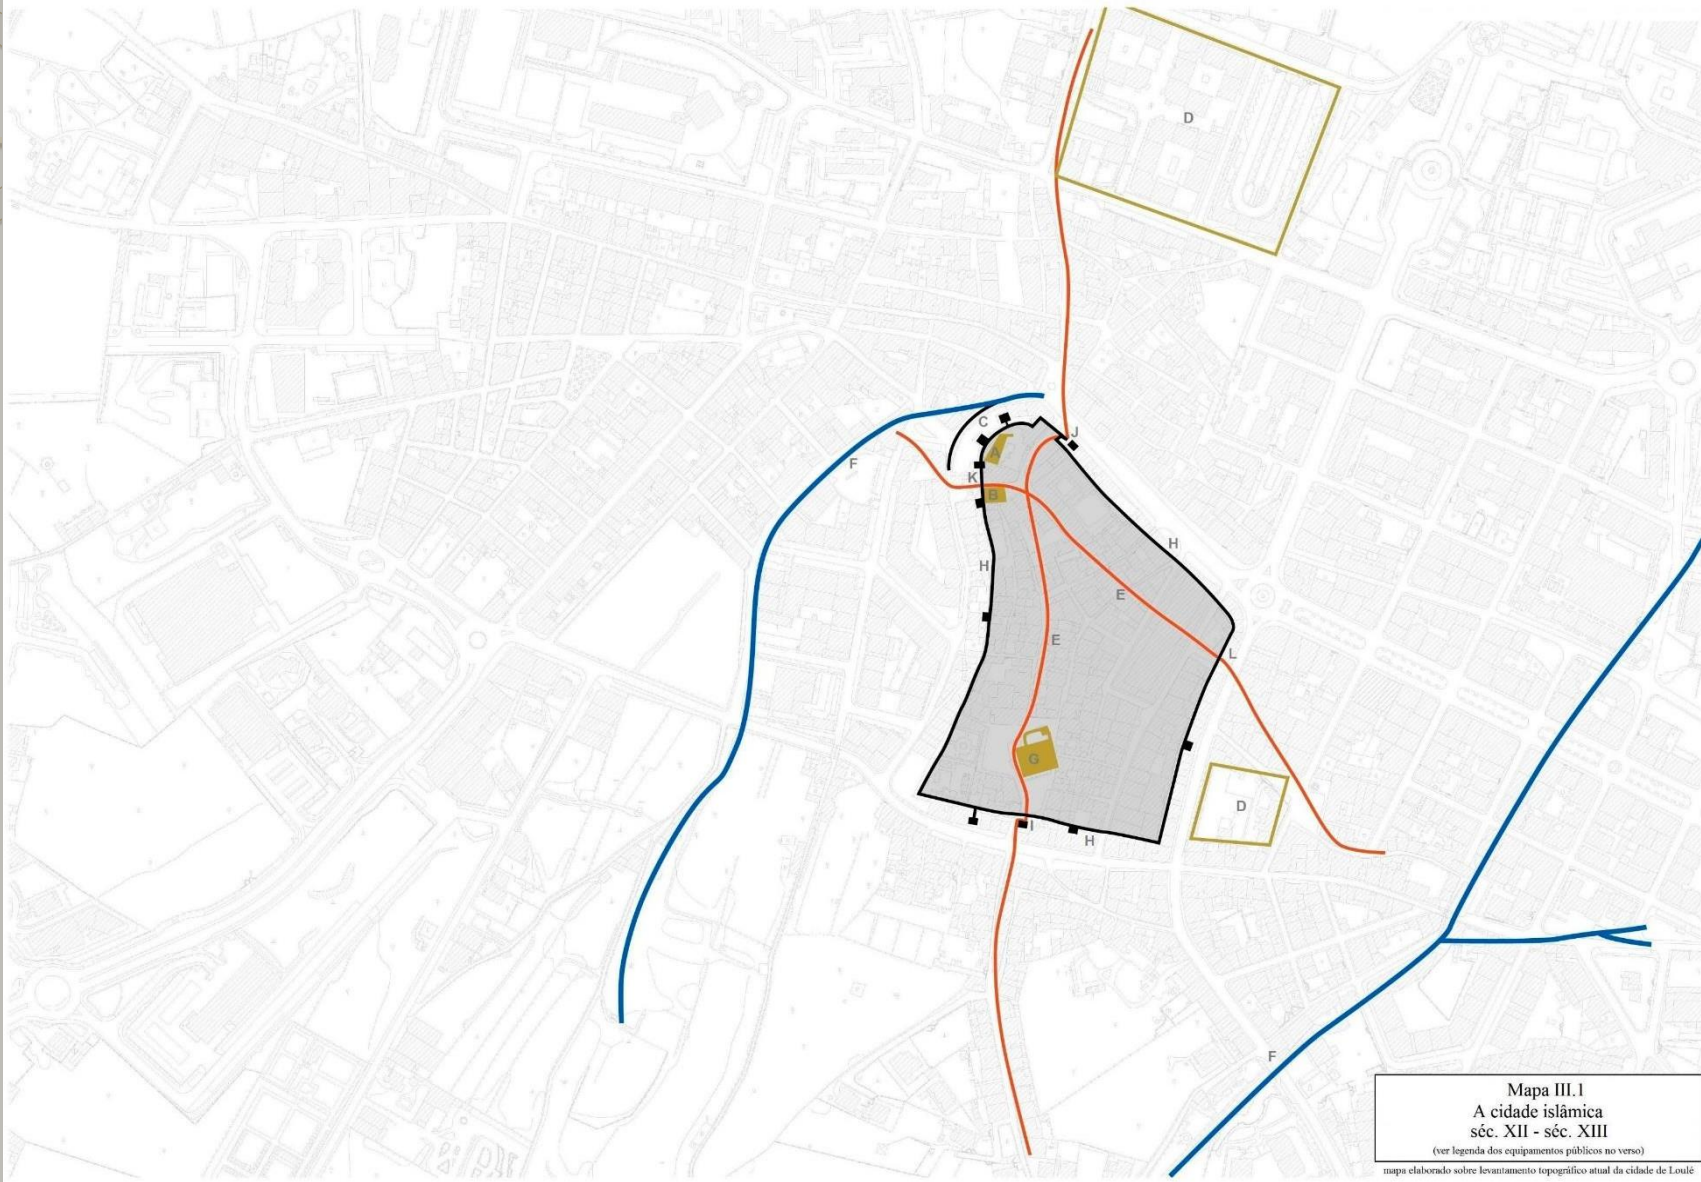 D
C
J
A
F
K
B
H
H
E
E
L
G
D
I
H
F
Mapa III.1
A cidade islâmica
séc. XII - séc. XIII
(ver legenda dos equipamentos públicos no verso)
mapa elaborado sobre levantamento topográfico atual da cidade de Loulé